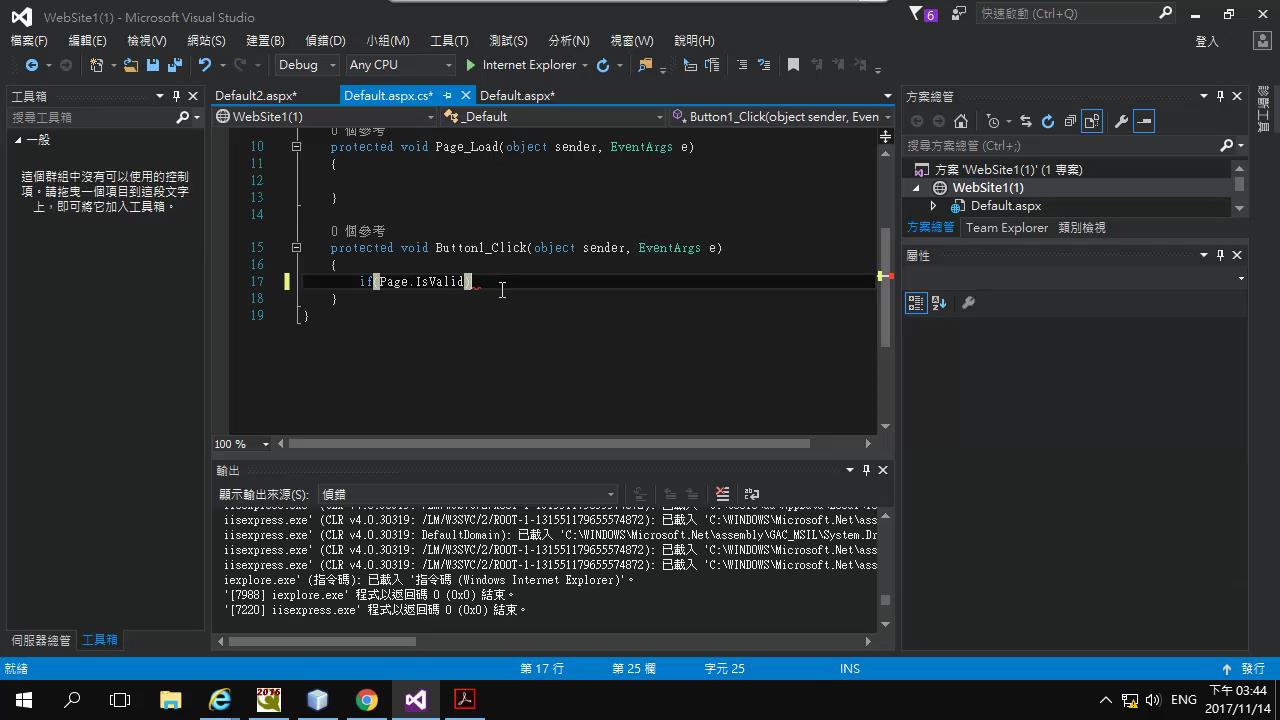 WebSite1(1) - Microsoft Visual Studio
6
快速啟動 (Ctrl+Q)
檔案(F) 編輯(E) 檢視(V) 網站(S) 建置(B) 偵錯(D) 小組(M) 工具(T) 測試(S) 分析(N) 視窗(W) 說明(H)
登入
Debug Any CPU Internet Explorer
工具箱
搜尋工具箱
一般
這個群組中沒有可以使用的控制
項。請拖曳一個項目到這段文字
上，即可將它加入工具箱。
伺服器總管 工具箱
Default2.aspx* Default.aspx.cs* Default.aspx*
WebSite1(1) _Default Button1_Click(object sender, Even
0 個參考
10 protected void Page_Load(object sender, EventArgs e)
11 {
12
13 }
14
0 個參考
15 protected void Button1_Click(object sender, EventArgs e)
16 {
17 if(Page.IsValid)
18 }
19 }
100 %
輸出
顯示輸出來源(S): 偵錯
iisexpress.exe' (CLR v4.0.30319: /LM/W3SVC/2/ROOT-1-131551179655574872): 已載入 'C:\WINDOWS\Microsoft.Net\ass
iisexpress.exe' (CLR v4.0.30319: DefaultDomain): 已載入 'C:\WINDOWS\Microsoft.Net\assembly\GAC_MSIL\System.Dr
iisexpress.exe' (CLR v4.0.30319: /LM/W3SVC/2/ROOT-1-131551179655574872): 已載入 'C:\WINDOWS\Microsoft.Net\ass
iisexpress.exe' (CLR v4.0.30319: /LM/W3SVC/2/ROOT-1-131551179655574872): 已載入 'C:\WINDOWS\Microsoft.Net\ass
iexplore.exe' (指令碼): 已載入 '指令碼 (Windows Internet Explorer)'。
'[7988] iexplore.exe' 程式以返回碼 0 (0x0) 結束。
'[7220] iisexpress.exe' 程式以返回碼 0 (0x0) 結束。
方案總管
搜尋方案總管 (Ctrl+;)
方案 'WebSite1(1)' (1 專案)
WebSite1(1)
Default.aspx
方案總管 Team Explorer 類別檢視
屬性
診斷工具
就緒 第 17 行 第 25 欄 字元 25 INS 發行
2016
ENG
下午 03:44
2017/11/14